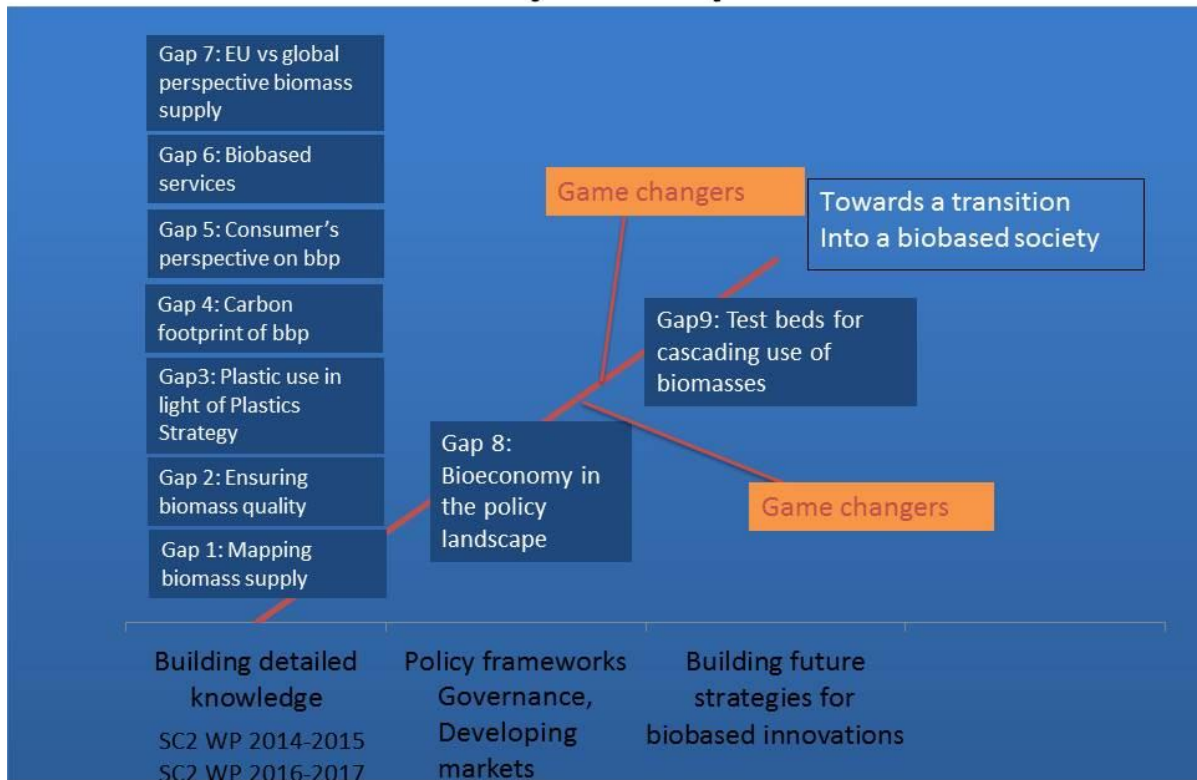 Gap 7: EU vs global
perspective biomass
supply
Gap 6: Biobased
services
Gap 5: Consumer's
perspective on bbp
Gap 4: Carbon
footprint of bbp
Gap3: Plastic use in
light of Plastics
Strategy
Gap 2: Ensuring
biomass quality
Gap 1: Mapping
biomass supply
Gap 8:
Bioeconomy in
the policy
landscape
Game changers
Towards a transition
Into a biobased society
Gap9: Test beds for
cascading use of
biomasses
Game changers
Building detailed
knowledge
SC2 WP 2014-2015
SC2 WP 2016-2017
Policy frameworks
Governance,
Developing
markets
Building future
strategies for
biobased innovations